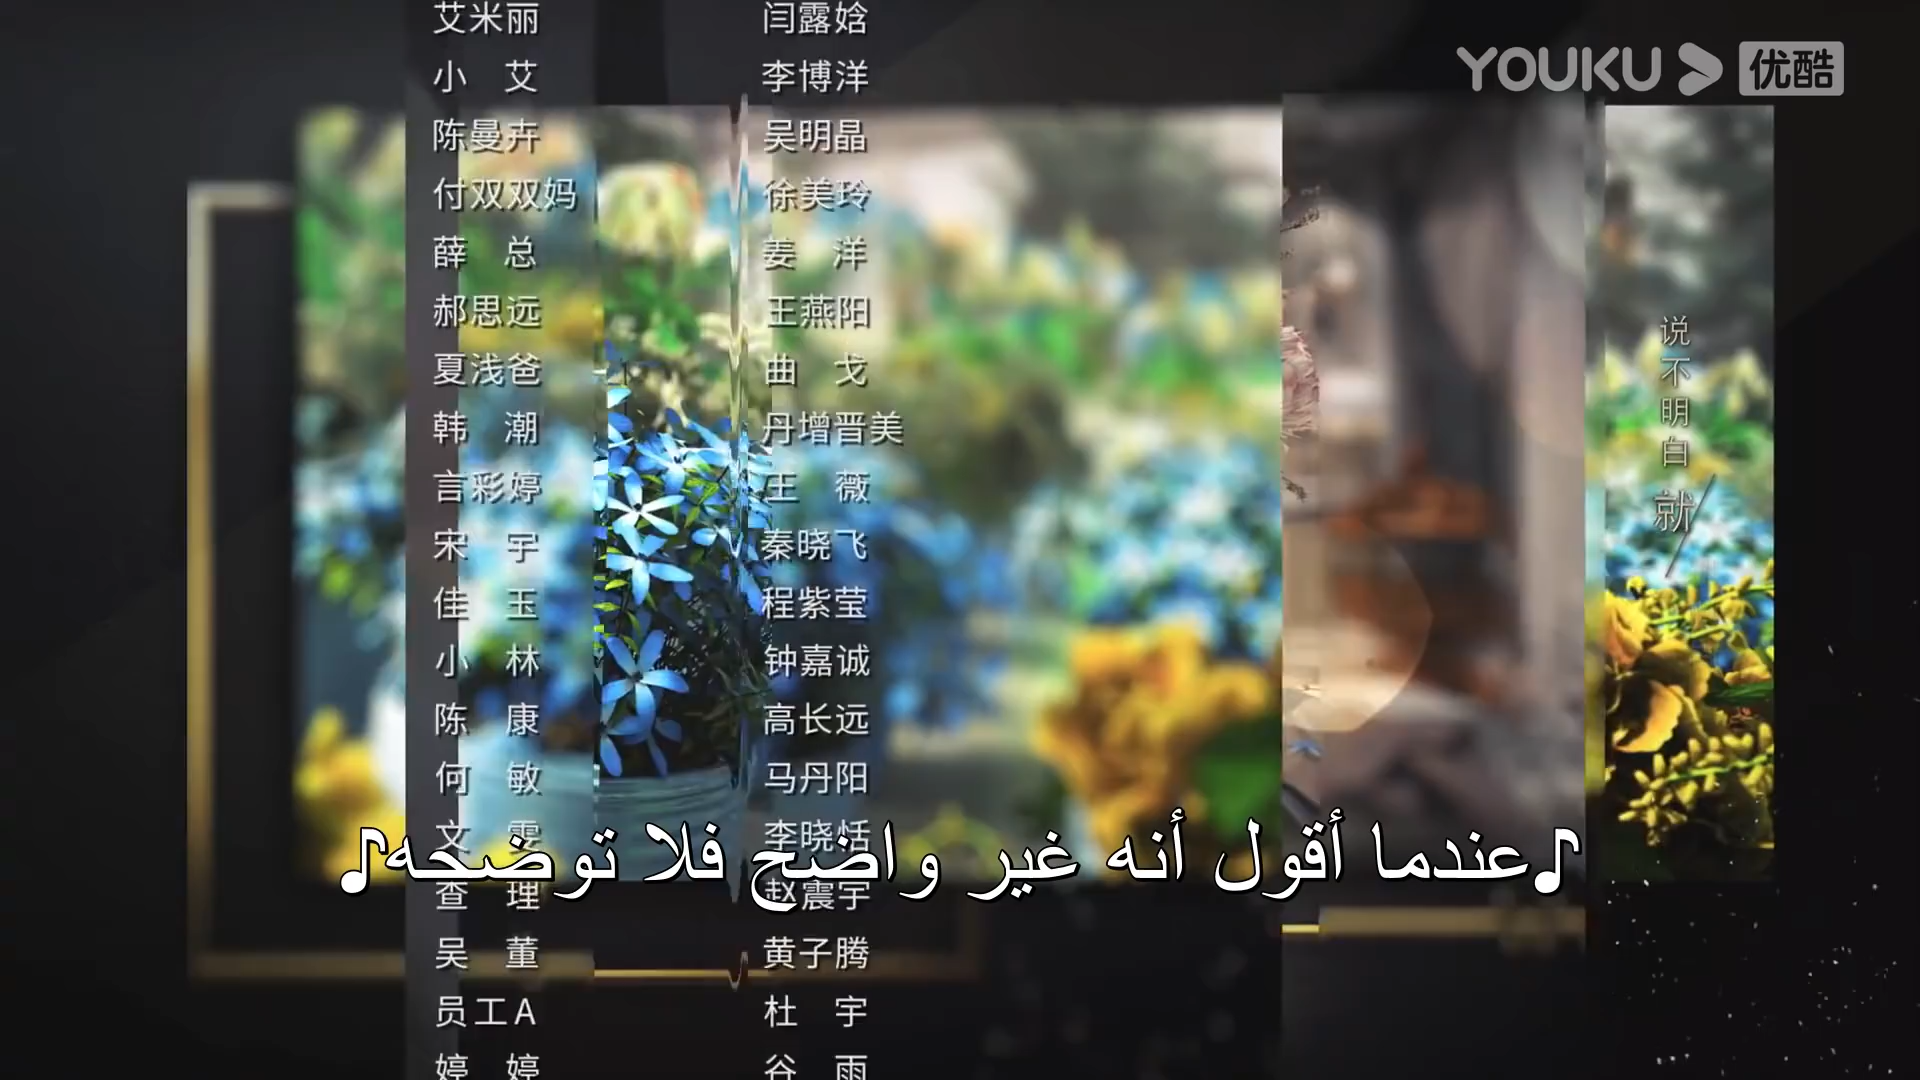 YOUKU 优酷
艾米丽 闫露娢
小 艾 李博洋
陈曼卉 吴明晶
付双双妈 徐美玲
薛 总 姜 洋
郝思远 王燕阳
夏浅爸 曲 戈
韩 潮 丹增晋美
言彩婷 王 薇
宋 宇 秦晓飞
佳 玉 程紫莹
小 林 钟嘉诚
陈 康 高长远
何 敏 马丹阳
文 雯 李晓恬
查 理 赵震宇
吴 董 黄子腾
员工A 杜 宇
婷 婷 谷 雨
说不明白
就
♪عندما أقول أنه غير واضح فلا توضحه♪